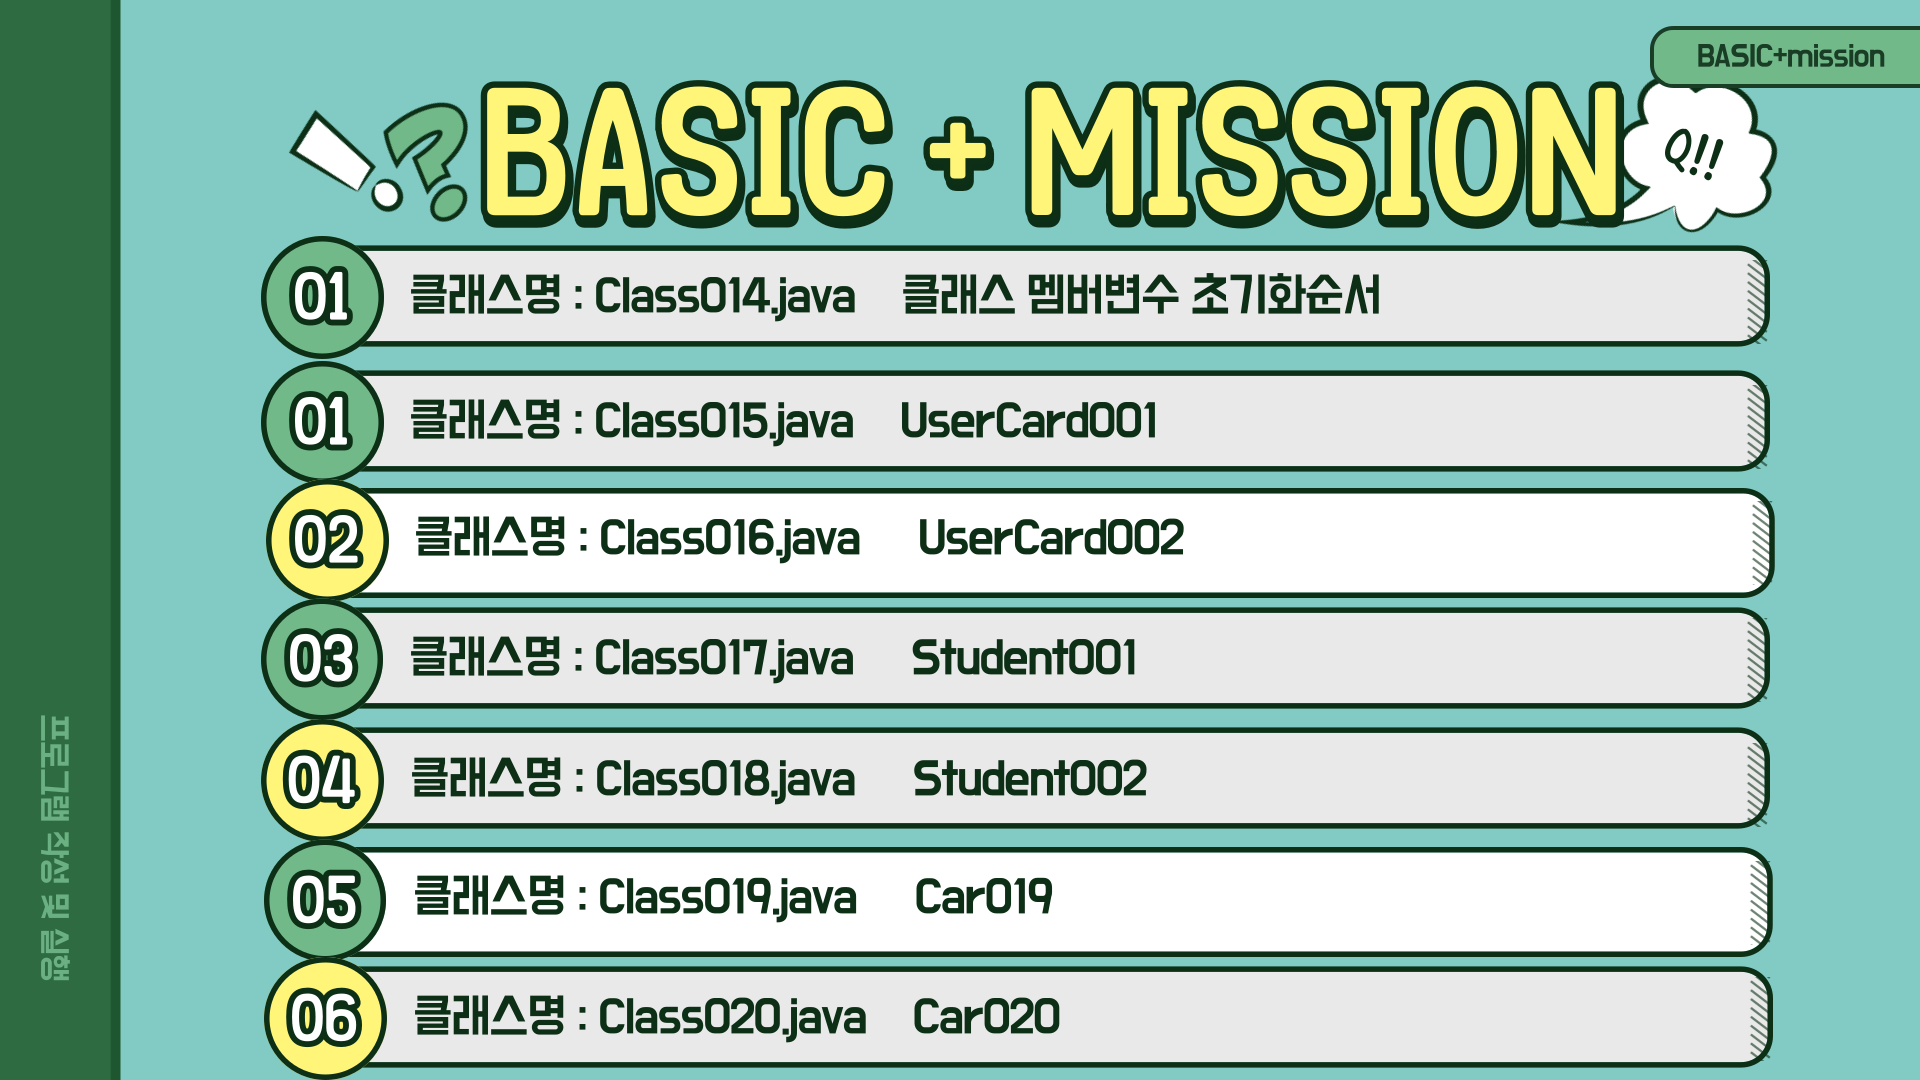 BASIC+mission
!? BASIC + MISSION
Q!!
01 클래스명 : Class014.java 클래스 멤버변수 초기화순서
01 클래스명 : Class015.java UserCard001
02 클래스명 : Class016.java UserCard002
03 클래스명 : Class017.java Student001
04 클래스명 : Class018.java Student002
05 클래스명 : Class019.java Car019
06 클래스명 : Class020.java Car020
프로그램 작성 및 실행